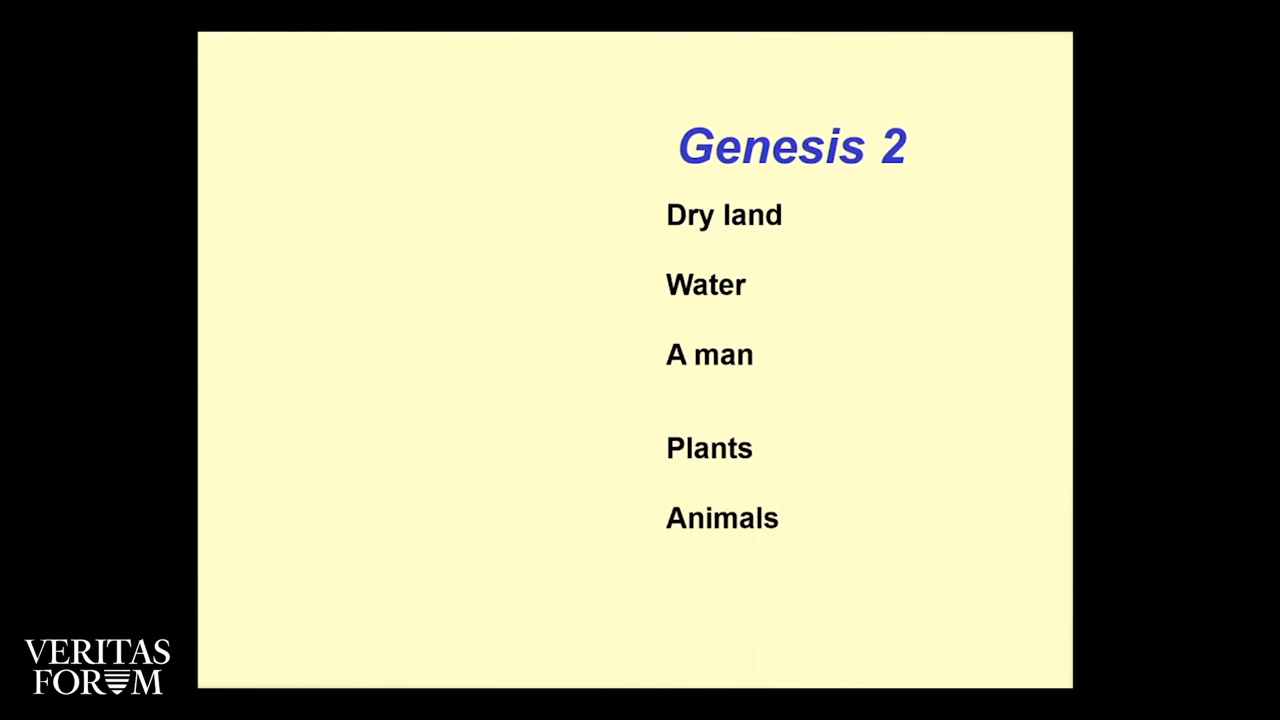 Genesis 2
Dry land
Water
A man
Plants
Animals
VERITAS
FORUM